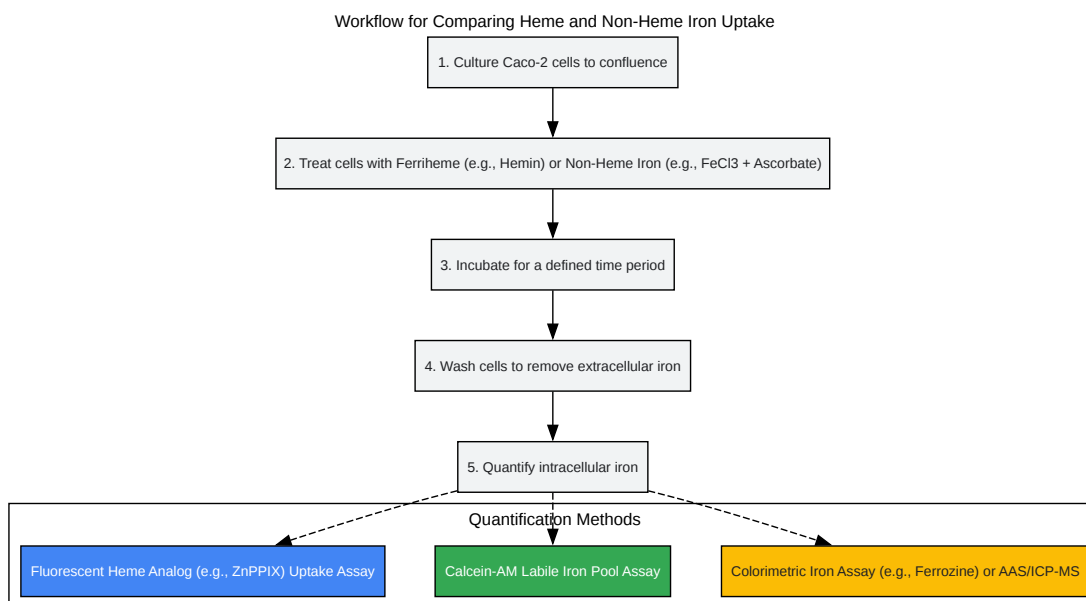 Workflow for Comparing Heme and Non-Heme Iron Uptake
1. Culture Caco-2 cells to confluence
2. Treat cells with Ferriheme (e.g., Hemin) or Non-Heme Iron (e.g., FeCl3 + Ascorbate)
3. Incubate for a defined time period
4. Wash cells to remove extracellular iron
5. Quantify intracellular iron
Quantification Methods
Fluorescent Heme Analog (e.g., ZnPPIX) Uptake Assay
Calcein-AM Labile Iron Pool Assay
Colorimetric Iron Assay (e.g., Ferrozine) or AAS/ICP-MS